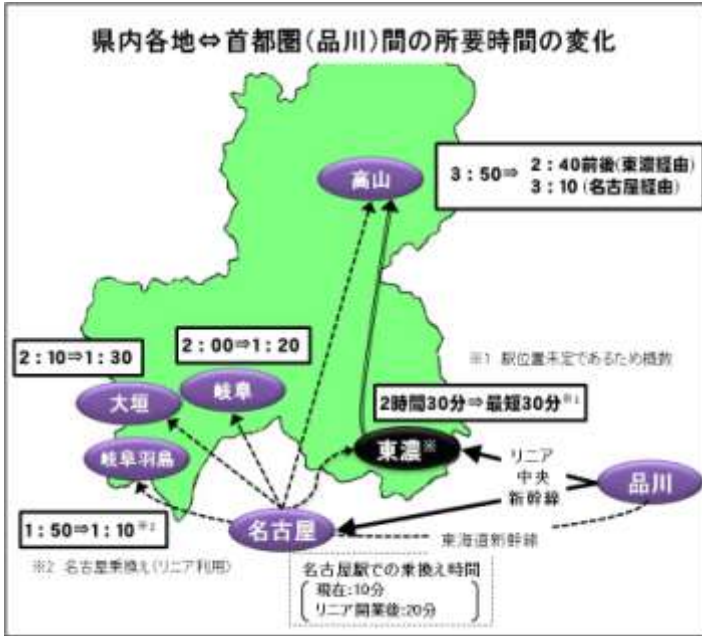 県内各地⇔首都圏(品川)間の所要時間の変化
高山
3:50⇒ 2:40前後(東濃経由)
3:10(名古屋経由)
2:10⇒1:30
2:00⇒1:20
※1 駅位置未定であるため概数
大垣
岐阜
2時間30分⇒最短30分※1
岐阜羽島
東濃※
リニア
中央
新幹線
品川
1:50⇒1:10※2
名古屋
東海道新幹線
※2 名古屋乗換え(リニア利用)
名古屋駅での乗換え時間
現在:10分
リニア開業後:20分